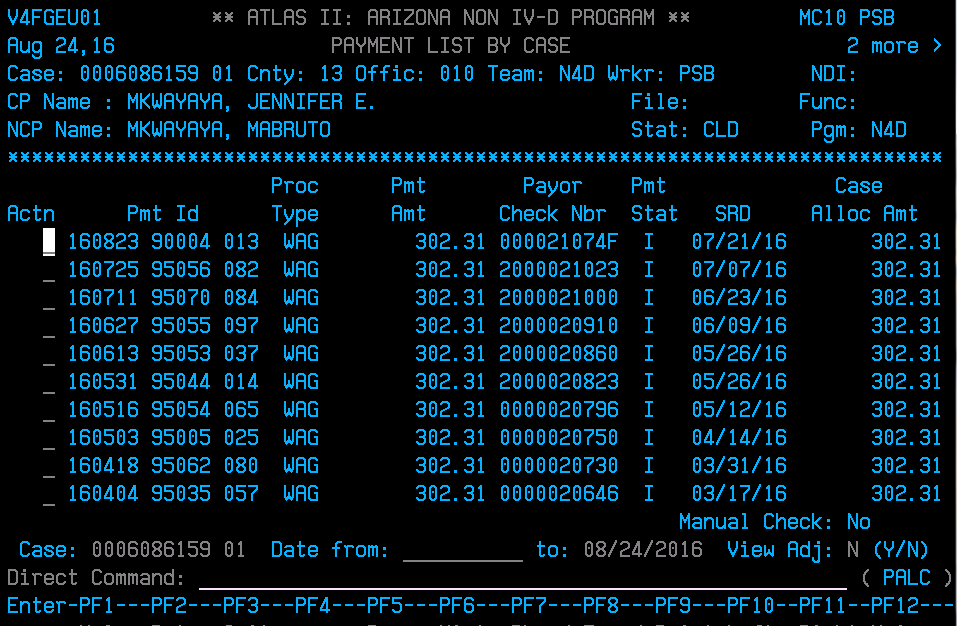 V4FGEU01 ** ATLAS II: ARIZONA NON IV-D PROGRAM ** MC10 PSB
Aug 24,16 PAYMENT LIST BY CASE 2 more >
Case: 0006086159 01 Cnty: 13 Offic: 010 Team: N4D Wrkr: PSB NDI:
CP Name : MKWAYAYA, JENNIFER E. File: Func:
NCP Name: MKWAYAYA, MABRUTO Stat: CLD Pgm: N4D
******************************************************************************
Proc Pmt Payor Pmt Case
Actn Pmt Id Type Amt Check Nbr Stat SRD Alloc Amt
_ 160823 90004 013 WAG 302.31 000021074F I 07/21/16 302.31
_ 160725 95056 082 WAG 302.31 2000021023 I 07/07/16 302.31
_ 160711 95070 084 WAG 302.31 2000021000 I 06/23/16 302.31
_ 160627 95055 097 WAG 302.31 2000020910 I 06/09/16 302.31
_ 160613 95053 037 WAG 302.31 2000020860 I 05/26/16 302.31
_ 160531 95044 014 WAG 302.31 2000020823 I 05/26/16 302.31
_ 160516 95054 065 WAG 302.31 0000020796 I 05/12/16 302.31
_ 160503 95005 025 WAG 302.31 0000020750 I 04/14/16 302.31
_ 160418 95062 080 WAG 302.31 0000020730 I 03/31/16 302.31
_ 160404 95035 057 WAG 302.31 0000020646 I 03/17/16 302.31
Manual Check: No
Case: 0006086159 01 Date from: __________ to: 08/24/2016 View Adj: N (Y/N)
Direct Command: ______________________________________________________ ( PALC )
Enter-PF1---PF2---PF3---PF4---PF5---PF6---PF7---PF8---PF9---PF10--PF11--PF12---